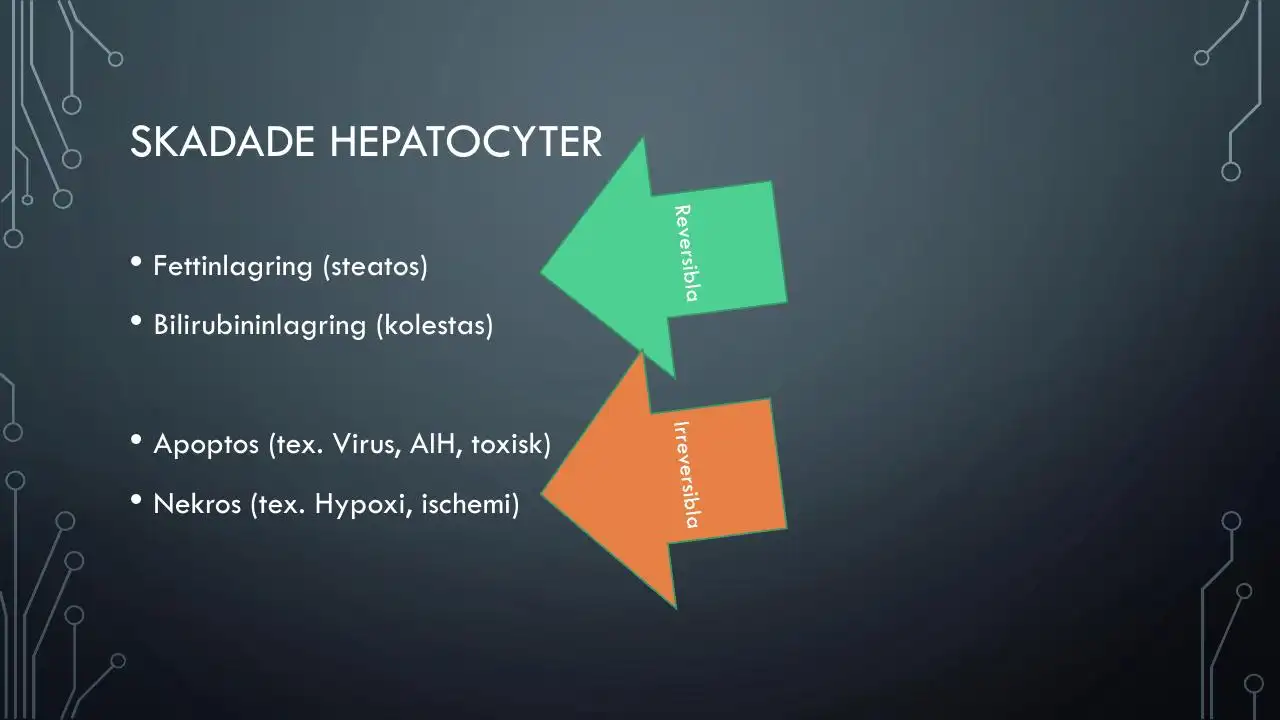 SKADADE HEPATOCYTER
• Fettinlagring (steatos)
• Bilirubininlagring (kolestas)
Reversibla
• Apoptos (tex. Virus, AIH, toxisk)
• Nekros (tex. Hypoxi, ischemi)
Irreversibla